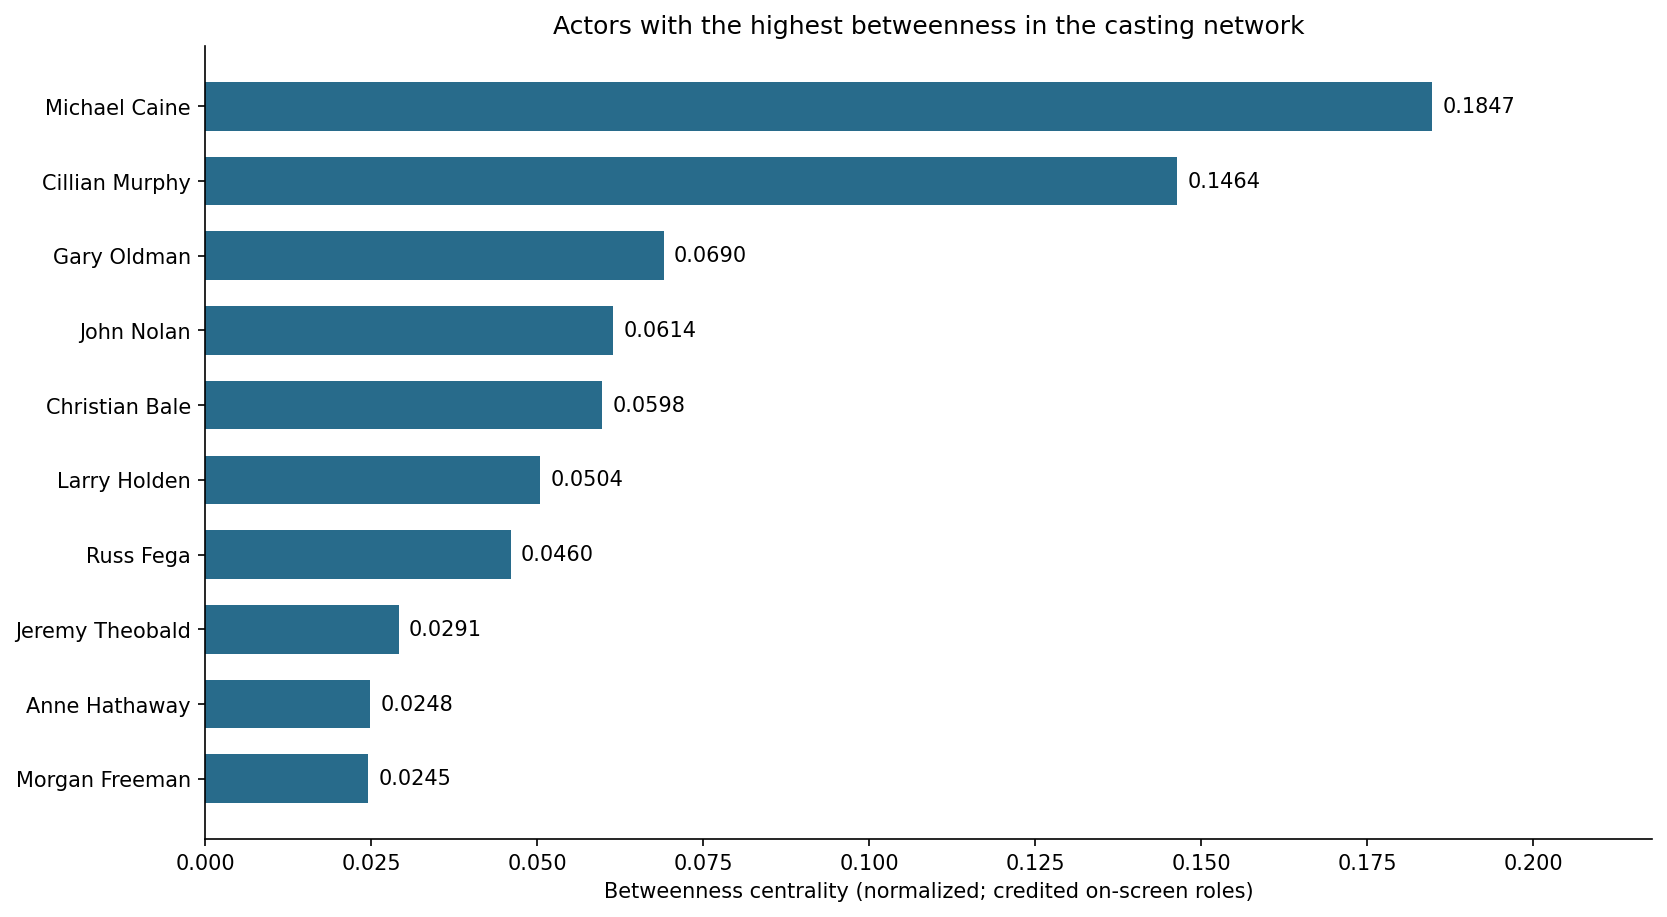 Actors with the highest betweenness in the casting network
Michael Caine 0.1847
Cillian Murphy 0.1464
Gary Oldman 0.0690
John Nolan 0.0614
Christian Bale 0.0598
Larry Holden 0.0504
Russ Fega 0.0460
Jeremy Theobald 0.0291
Anne Hathaway 0.0248
Morgan Freeman 0.0245
0.000 0.025 0.050 0.075 0.100 0.125 0.150 0.175 0.200
Betweenness centrality (normalized; credited on-screen roles)